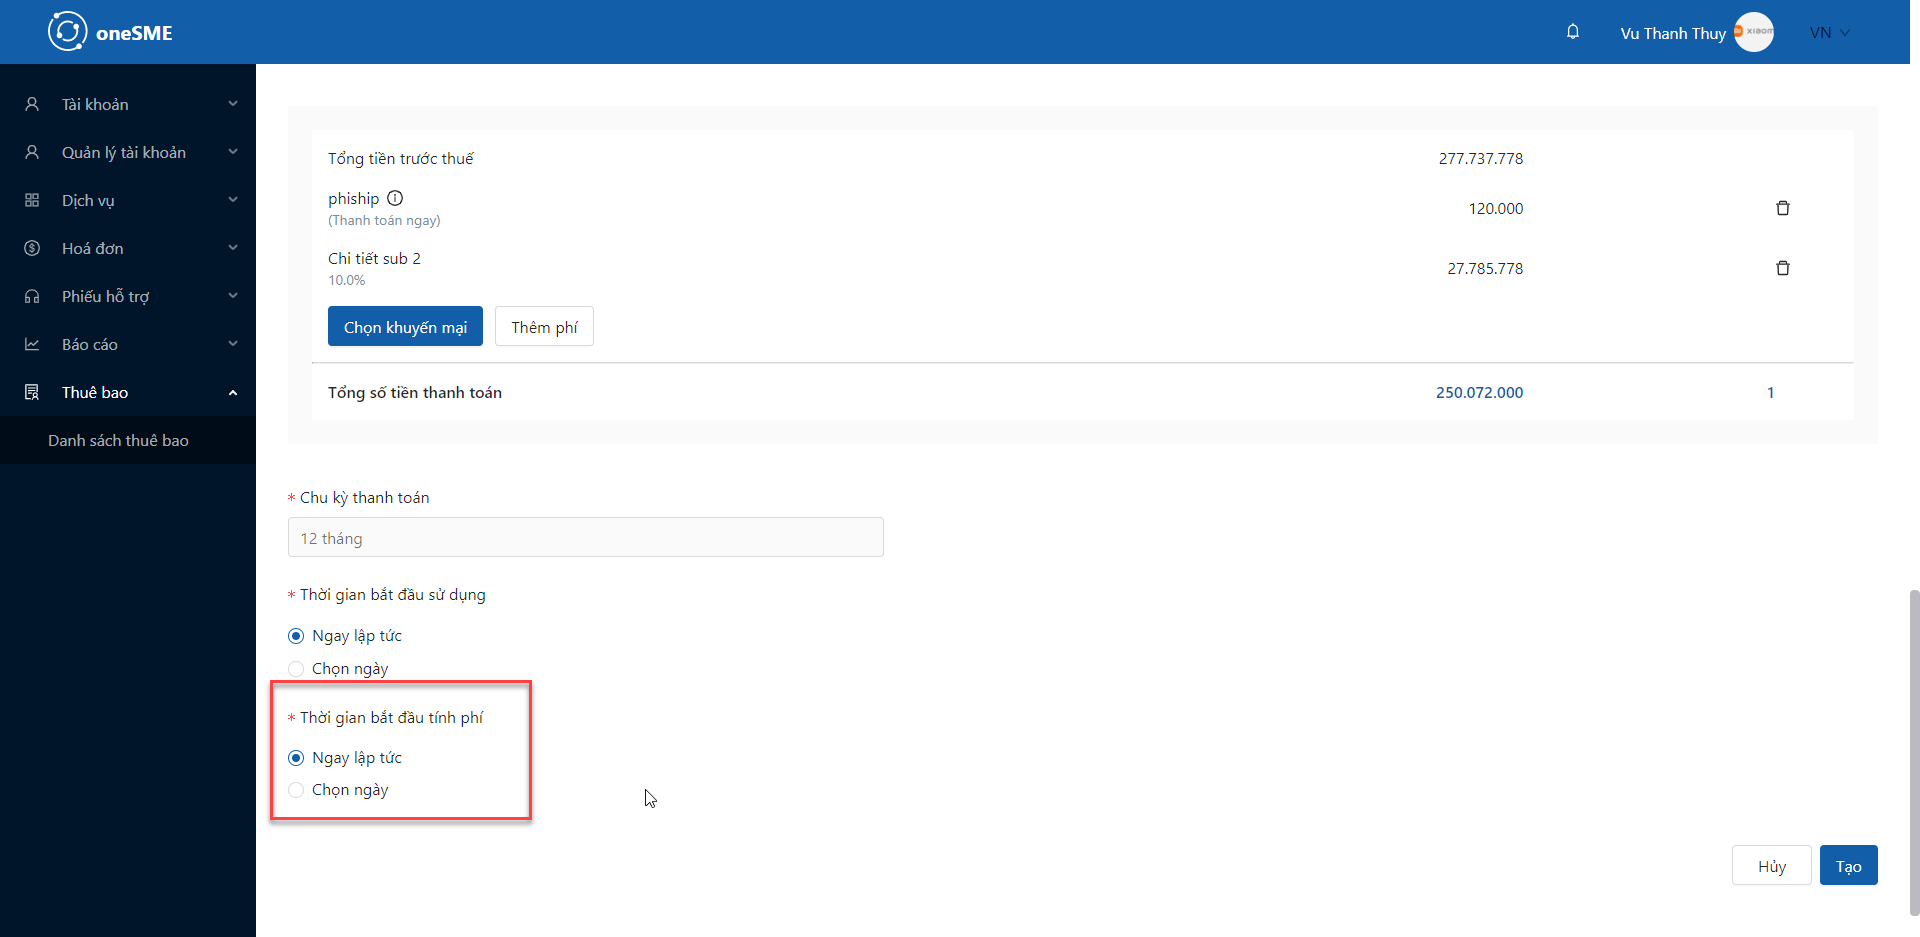 oneSME
Vu Thanh Thuy
xiaom
VN
Tài khoản
Quản lý tài khoản
Dịch vụ
Hoá đơn
Phiếu hỗ trợ
Báo cáo
Thuê bao
Danh sách thuê bao
Tổng tiền trước thuế 277.737.778
phiship 120.000
(Thanh toán ngay)
Chi tiết sub 2 27.785.778
10.0%
Chọn khuyến mại Thêm phí
Tổng số tiền thanh toán 250.072.000 1
* Chu kỳ thanh toán
12 tháng
* Thời gian bắt đầu sử dụng
Ngay lập tức
Chọn ngày
* Thời gian bắt đầu tính phí
Ngay lập tức
Chọn ngày
Hủy Tạo